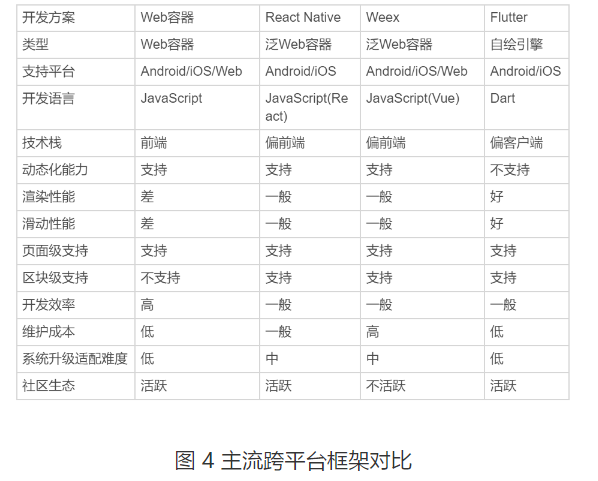 开发方案 Web容器 React Native Weex Flutter
类型 Web容器 泛Web容器 泛Web容器 自绘引擎
支持平台 Android/iOS/Web Android/iOS Android/iOS/Web Android/iOS
开发语言 JavaScript JavaScript(Re JavaScript(Vue) Dart
act)
技术栈 前端 偏前端 偏前端 偏客户端
动态化能力 支持 支持 支持 不支持
渲染性能 差 一般 一般 好
滑动性能 差 一般 一般 好
页面级支持 支持 支持 支持 支持
区块级支持 不支持 支持 支持 支持
开发效率 高 一般 一般 一般
维护成本 低 一般 高 低
系统升级适配难度 低 中 中 低
社区生态 活跃 活跃 不活跃 活跃
图 4 主流跨平台框架对比